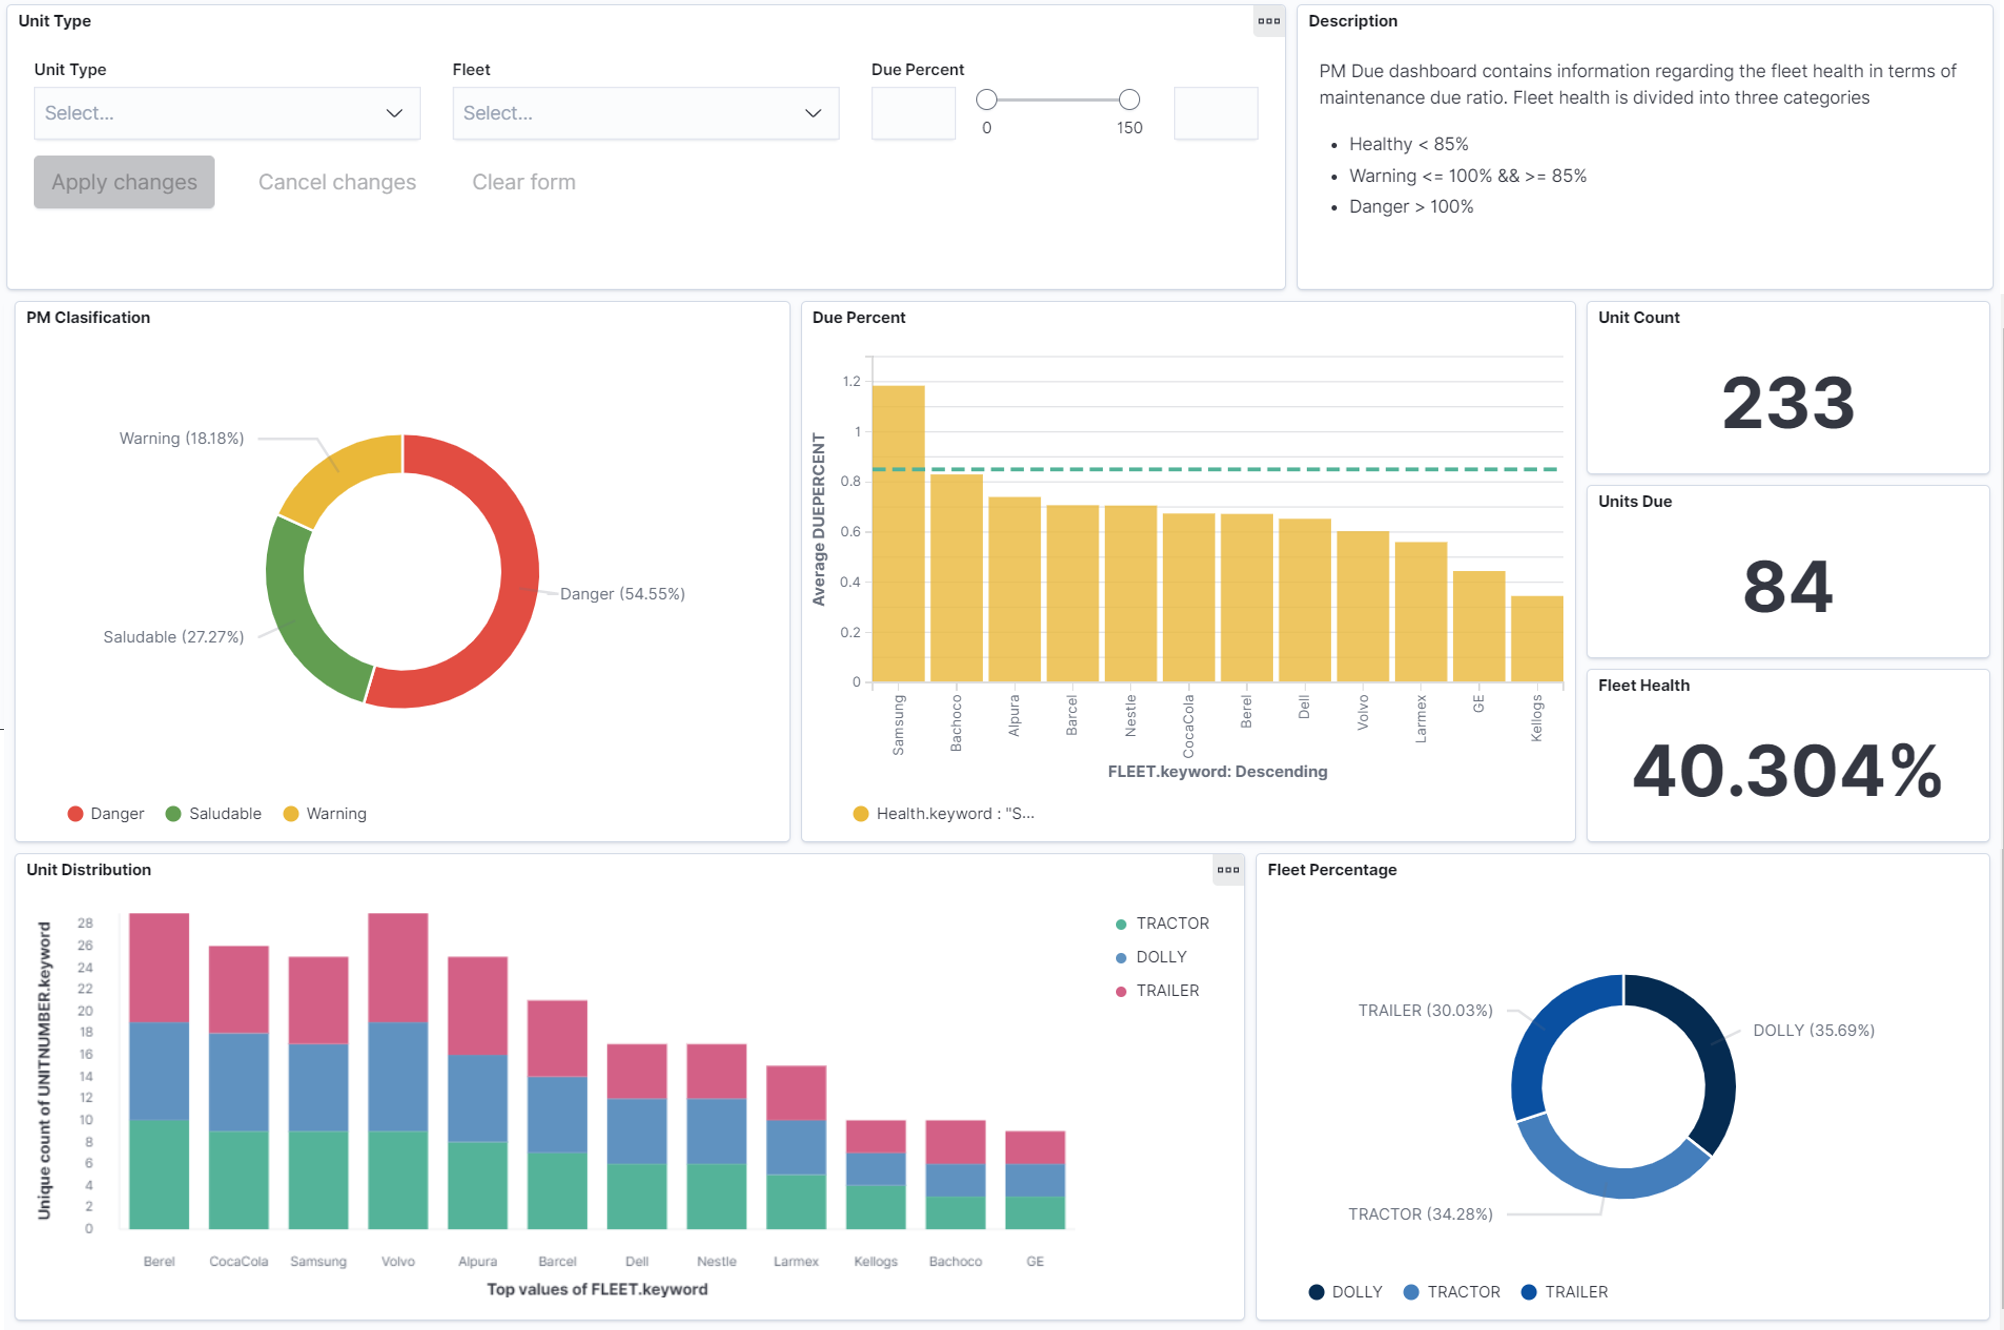 Unit Type
Description
Unit Type
Fleet
Due Percent
Select...
Select...
0
150
Apply changes
Cancel changes
Clear form
PM Due dashboard contains information regarding the fleet health in terms of
maintenance due ratio. Fleet health is divided into three categories
• Healthy < 85%
• Warning <= 100% && >= 85%
• Danger > 100%
PM Clasification
Warning (18.18%)
Danger (54.55%)
Saludable (27.27%)
Danger
Saludable
Warning
Due Percent
Average DUEPERCENT
1.2
1
0.8
0.6
0.4
0.2
0
Samsung
Bachoco
Alpura
Barcel
Nestle
CocaCola
Berel
Dell
Volvo
Larmex
GE
Kellogs
FLEET.keyword: Descending
Health.keyword : "S...
Unit Count
233
Units Due
84
Fleet Health
40.304%
Unit Distribution
Unique count of UNITNUMBER.keyword
28
26
24
22
20
18
16
14
12
10
8
6
4
2
0
Berel
CocaCola
Samsung
Volvo
Alpura
Barcel
Dell
Nestle
Larmex
Kellogs
Bachoco
GE
Top values of FLEET.keyword
TRACTOR
DOLLY
TRAILER
Fleet Percentage
TRAILER (30.03%)
DOLLY (35.69%)
TRACTOR (34.28%)
DOLLY
TRACTOR
TRAILER